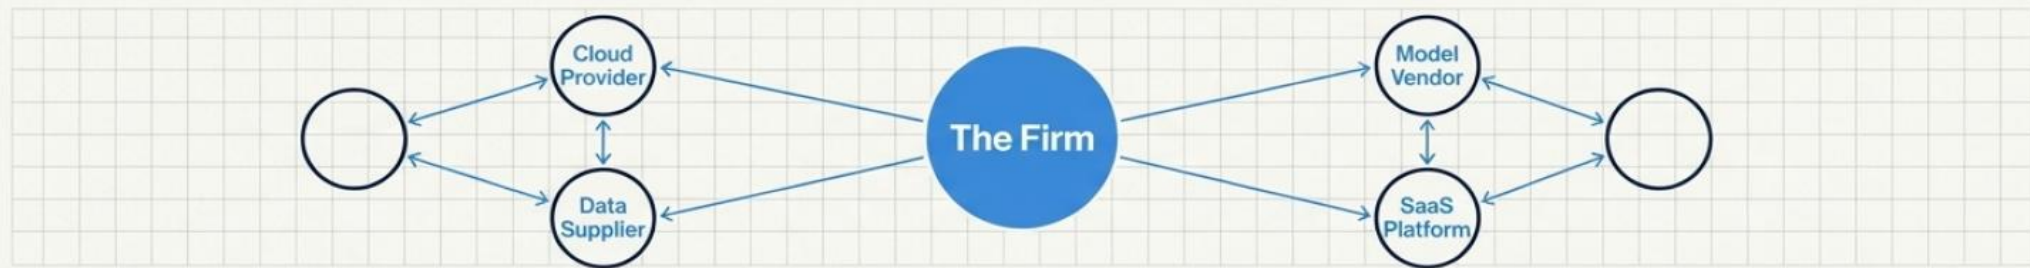 Cloud
Provider
Data
Supplier
The Firm
Model
Vendor
SaaS
Platform